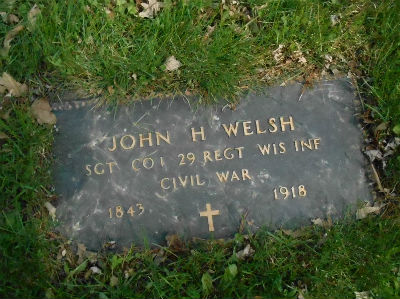 JOHN H WELSH
SGT CO I 29 REGT WIS INF
CIVIL WAR
1843 1918